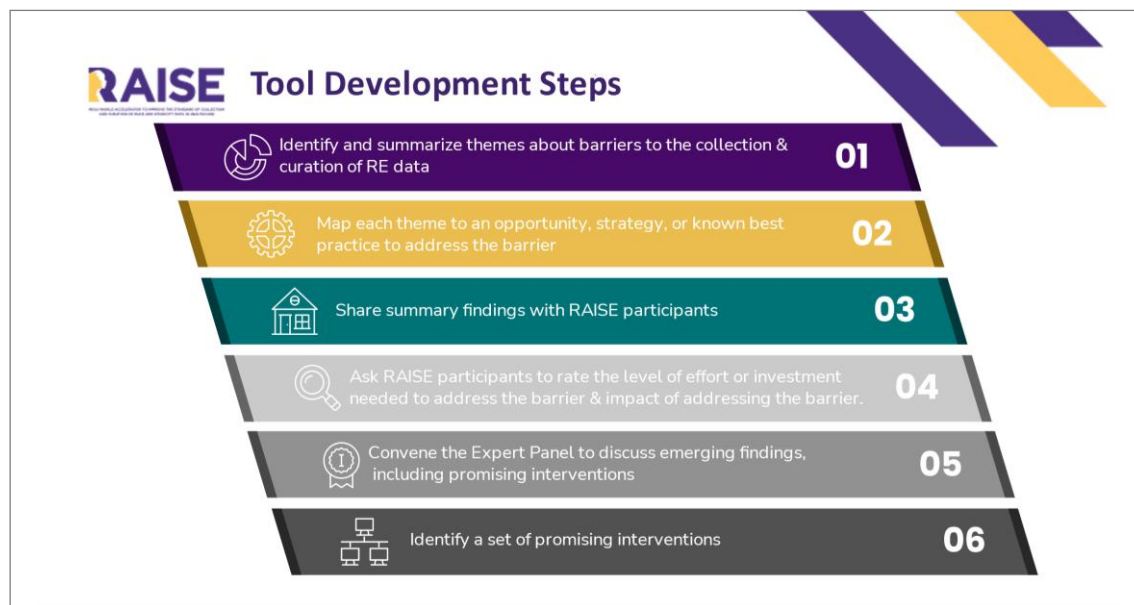 RAISE
Tool Development Steps
Identify and summarize themes about barriers to the collection &
curation of RE data
01
Map each theme to an opportunity, strategy, or known best
practice to address the barrier
02
Share summary findings with RAISE participants
03
Ask RAISE participants to rate the level of effort or investment
needed to address the barrier & impact of addressing the barrier.
04
Convene the Expert Panel to discuss emerging findings,
including promising interventions
05
Identify a set of promising interventions
06